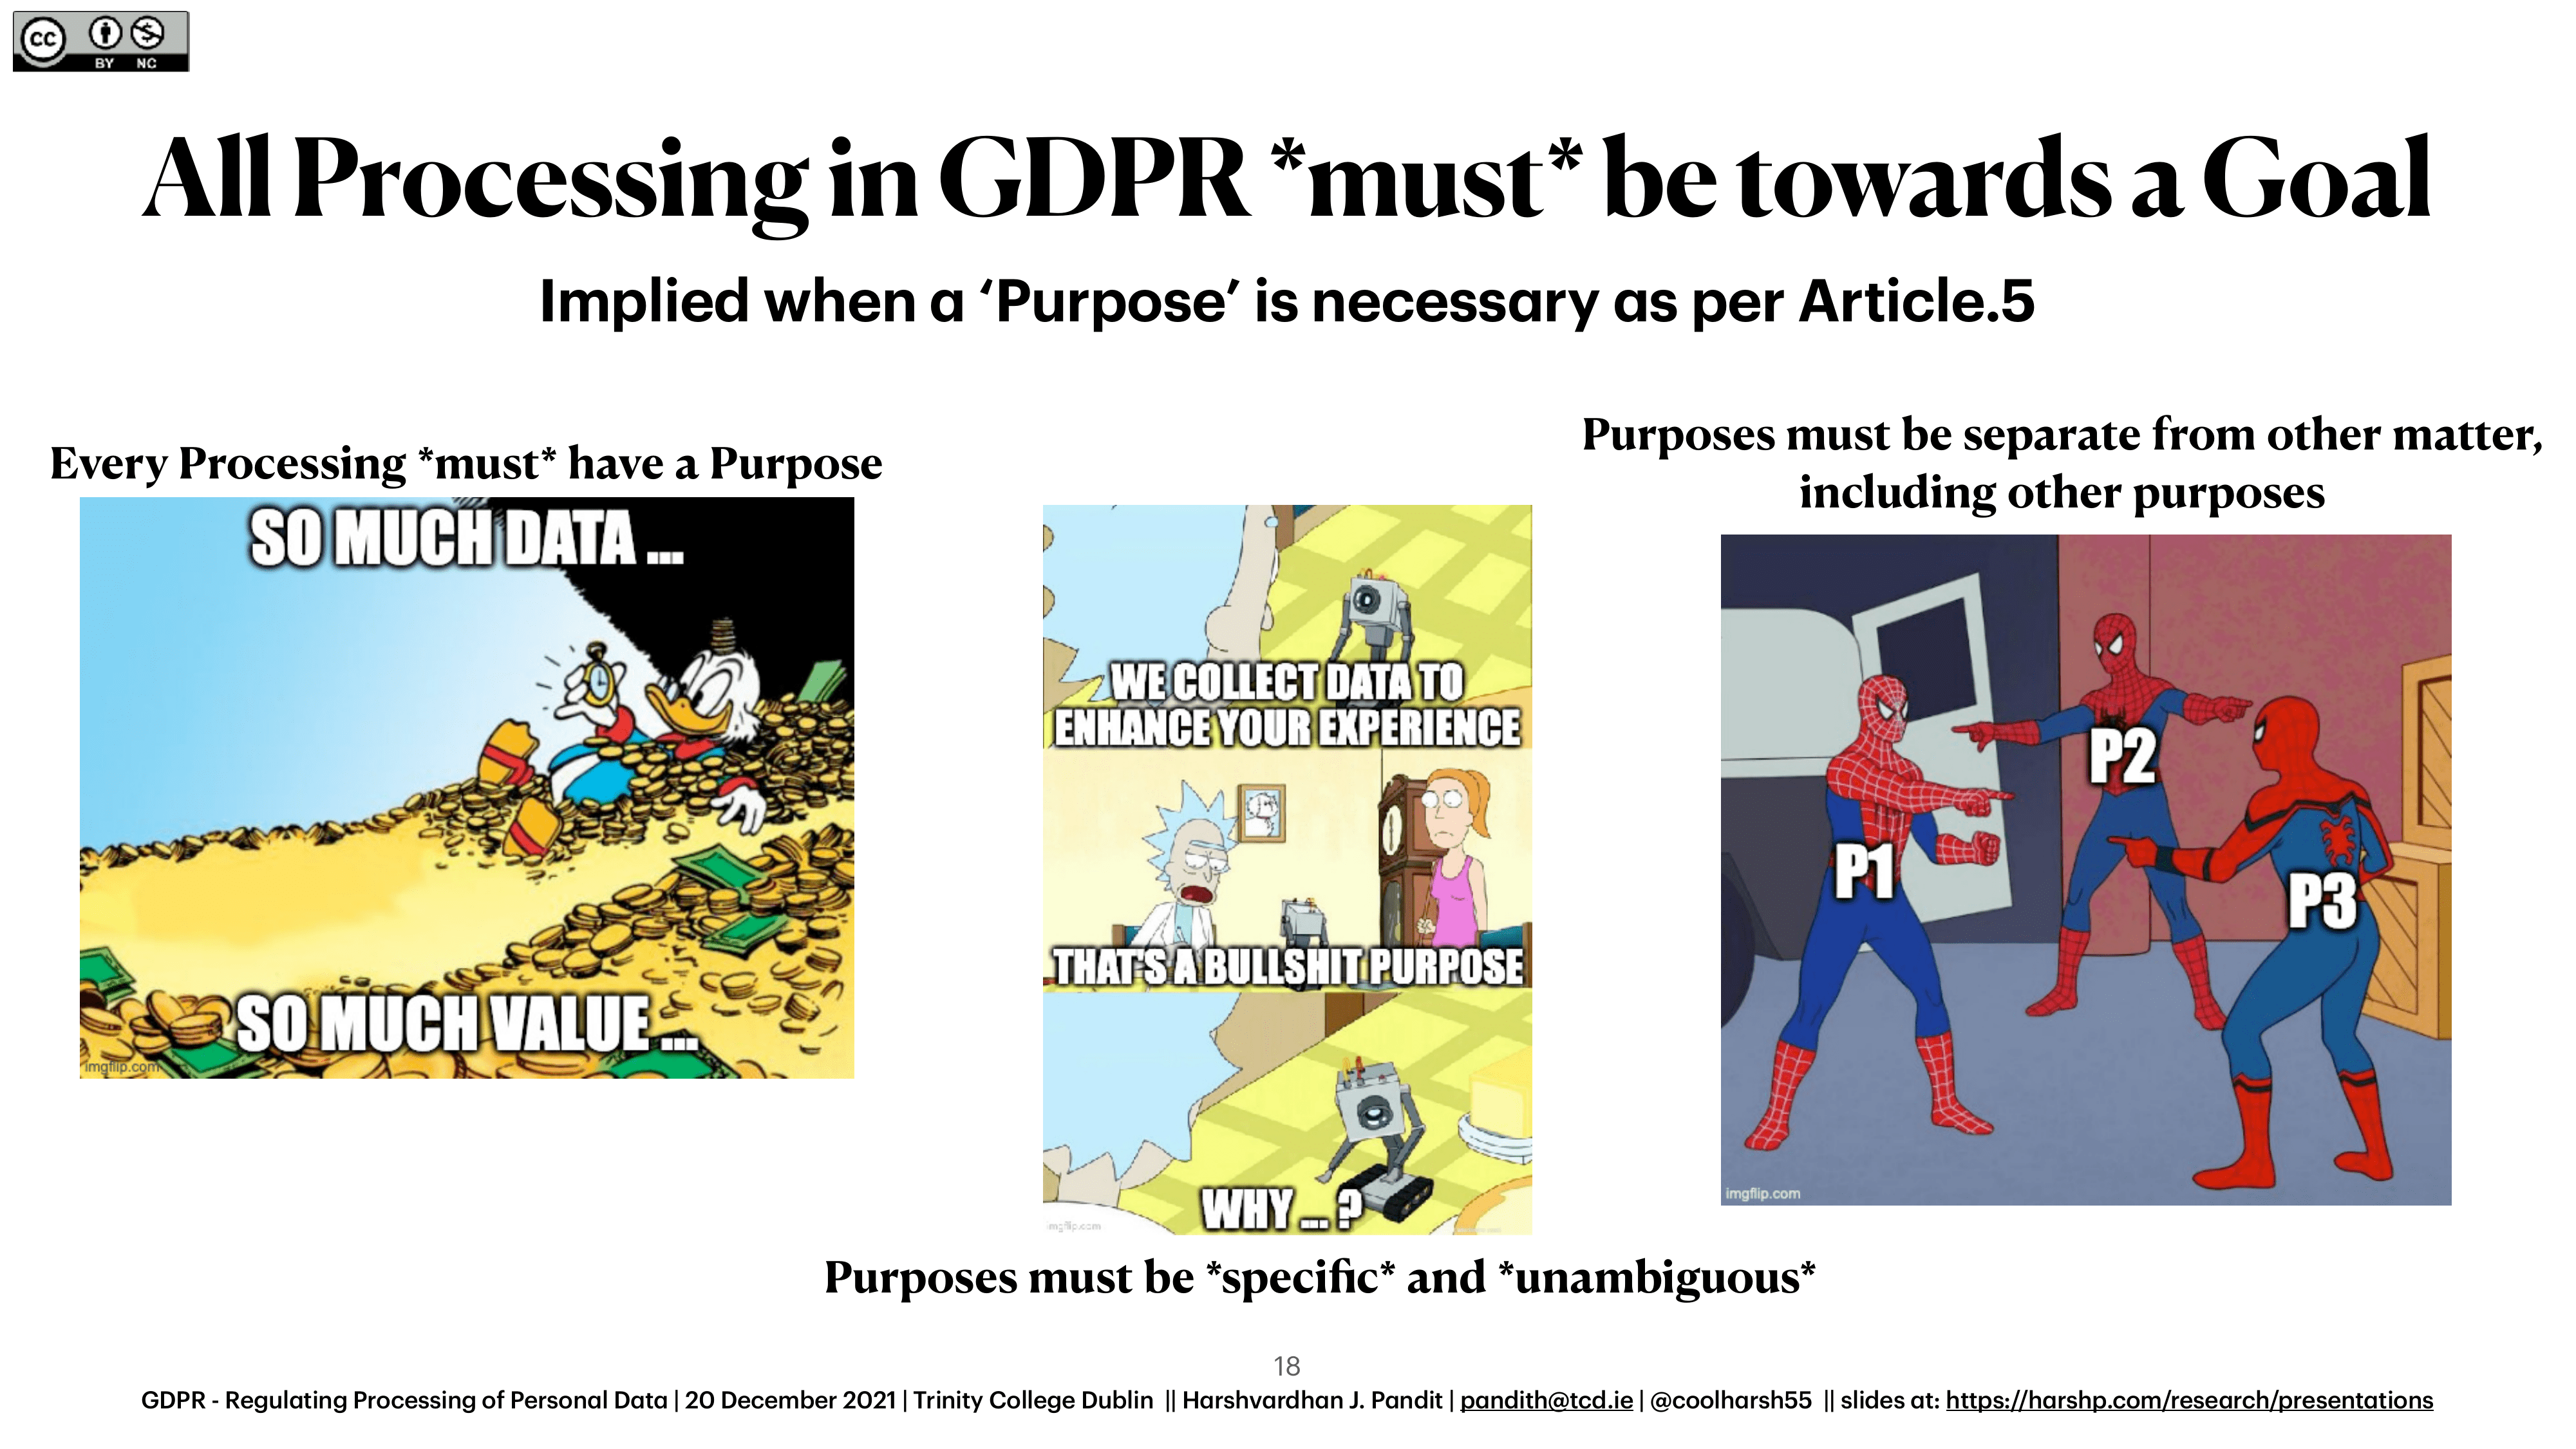 cc
BY NC
All Processing in GDPR *must* be towards a Goal
Implied when a ‘Purpose’ is necessary as per Article.5
Every Processing *must* have a Purpose
SO MUCH DATA ...
SO MUCH VALUE ...
imgflip.com
WE COLLECT DATA TO
ENHANCE YOUR EXPERIENCE
THAT'S A BULLSHIT PURPOSE
WHY ... ?
imgflip.com
Purposes must be *specific* and *unambiguous*
Purposes must be separate from other matter,
including other purposes
P1
P2
P3
imgflip.com
18
GDPR - Regulating Processing of Personal Data | 20 December 2021 | Trinity College Dublin || Harshvardhan J. Pandit | pandith@tcd.ie | @coolharsh55 || slides at: https://harshp.com/research/presentations